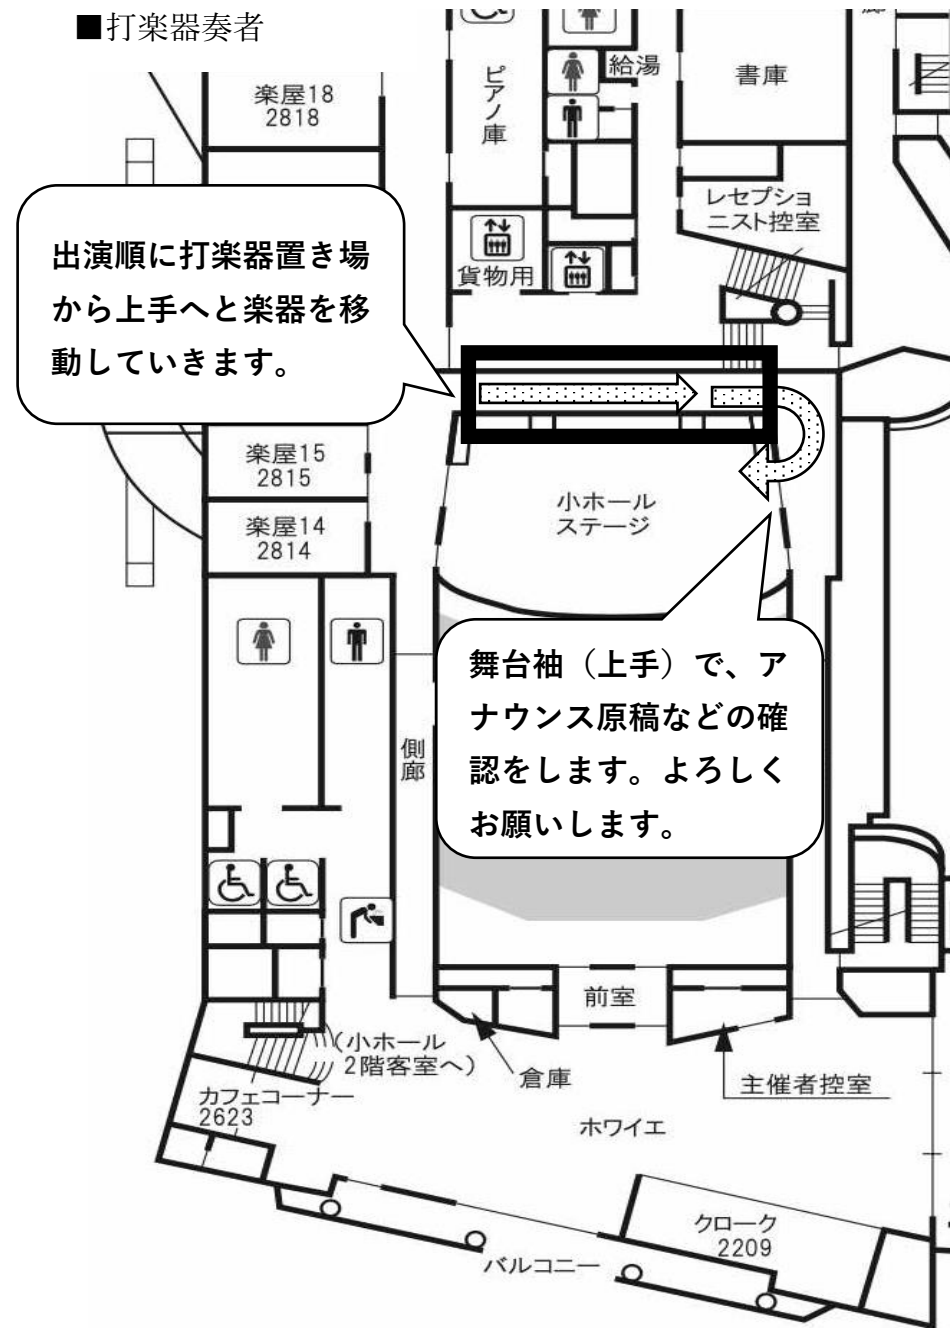 ■打楽器奏者
楽屋18
2818
ピアノ庫
給湯
書庫
レセプショ
ニスト控室
貨物用
出演順に打楽器置き場
から上手へと楽器を移
動していきます。
楽屋15
2815
楽屋14
2814
小ホール
ステージ
舞台袖（上手）で、ア
ナウンス原稿などの確
認をします。よろしく
お願いします。
側廊
前室
(小ホール
2階客室へ)
倉庫
主催者控室
カフェコーナー
2623
ホワイエ
クローク
2209
バルコニー